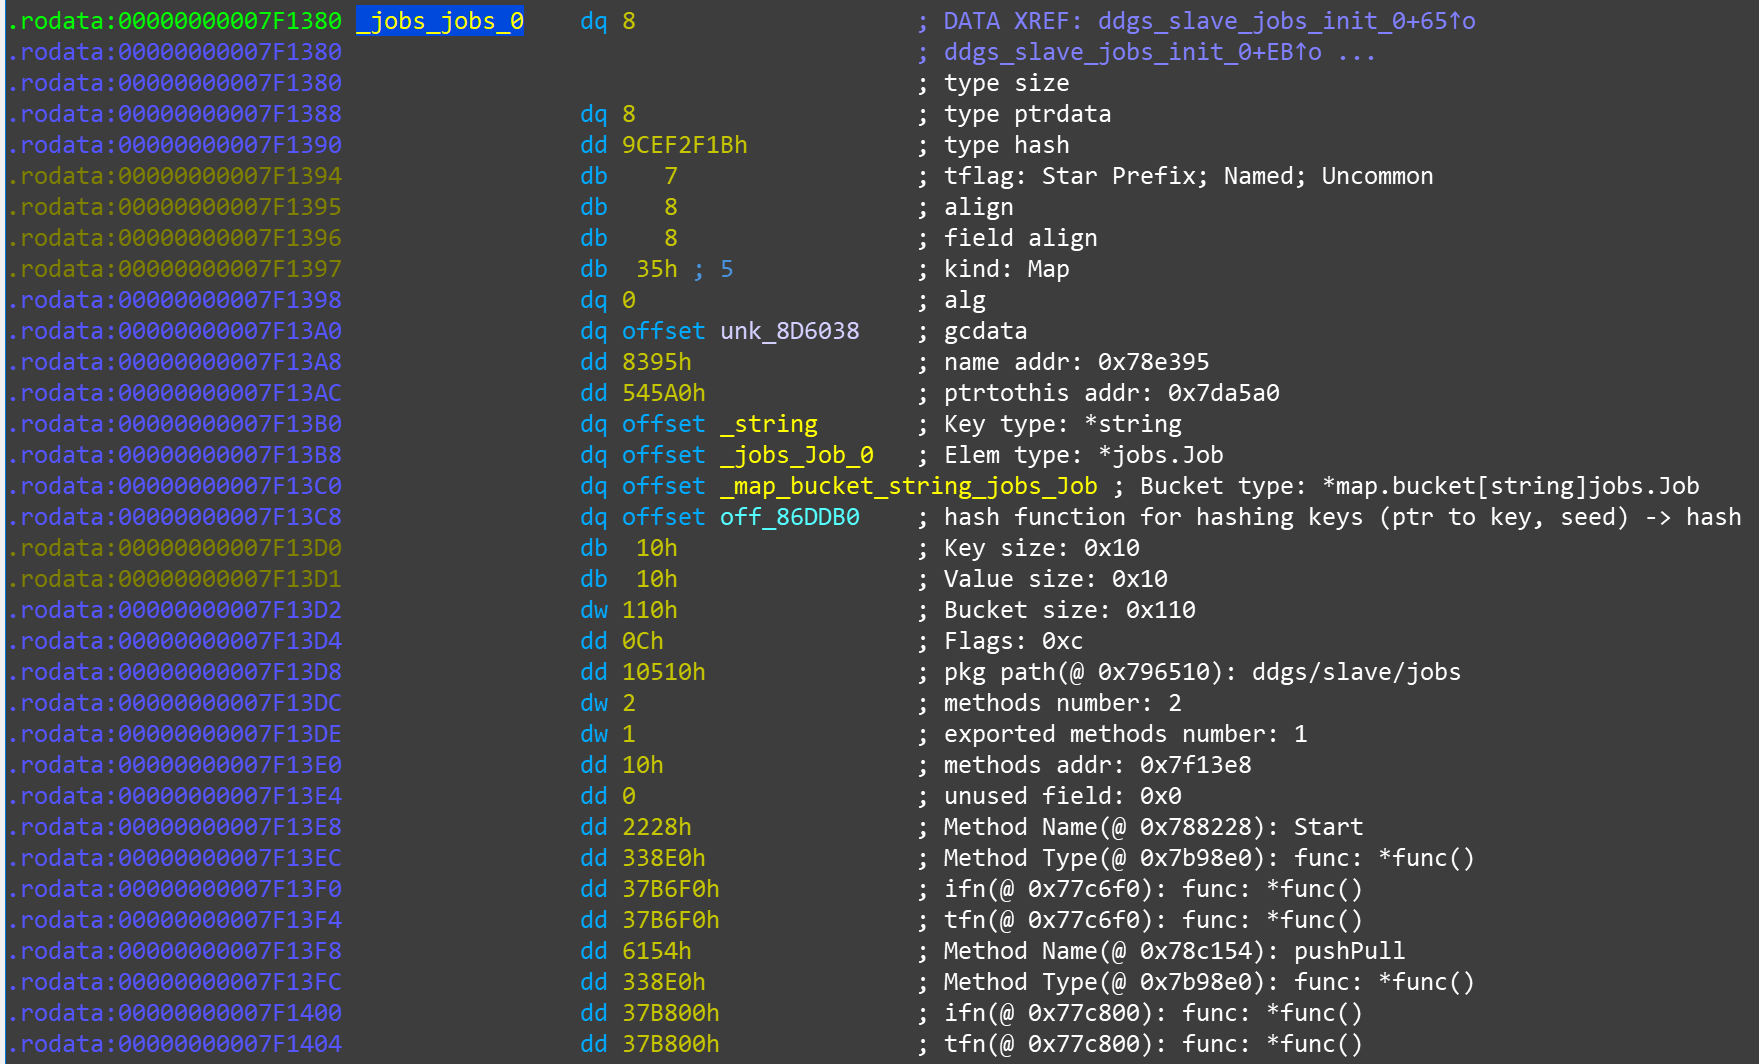 .rodata:00000000007F1380 _jobs_jobs_0 dq 8 ; DATA XREF: ddgs_slave_jobs_init_0+65↑o
.rodata:00000000007F1380 ; ddgs_slave_jobs_init_0+EB↑o ...
.rodata:00000000007F1380 ; type size
.rodata:00000000007F1388 dq 8 ; type ptrdata
.rodata:00000000007F1390 dd 9CEF2F1Bh ; type hash
.rodata:00000000007F1394 db 7 ; tflag: Star Prefix; Named; Uncommon
.rodata:00000000007F1395 db 8 ; align
.rodata:00000000007F1396 db 8 ; field align
.rodata:00000000007F1397 db 35h ; 5 ; kind: Map
.rodata:00000000007F1398 dq 0 ; alg
.rodata:00000000007F13A0 dq offset unk_8D6038 ; gcdata
.rodata:00000000007F13A8 dd 8395h ; name addr: 0x78e395
.rodata:00000000007F13AC dd 545A0h ; ptrtothis addr: 0x7da5a0
.rodata:00000000007F13B0 dq offset _string ; Key type: *string
.rodata:00000000007F13B8 dq offset _jobs_Job_0 ; Elem type: *jobs.Job
.rodata:00000000007F13C0 dq offset _map_bucket_string_jobs_Job ; Bucket type: *map.bucket[string]jobs.Job
.rodata:00000000007F13C8 dq offset off_86DDB0 ; hash function for hashing keys (ptr to key, seed) -> hash
.rodata:00000000007F13D0 db 10h ; Key size: 0x10
.rodata:00000000007F13D1 db 10h ; Value size: 0x10
.rodata:00000000007F13D2 dw 110h ; Bucket size: 0x110
.rodata:00000000007F13D4 dd 0Ch ; Flags: 0xc
.rodata:00000000007F13D8 dd 10510h ; pkg path(@ 0x796510): ddgs/slave/jobs
.rodata:00000000007F13DC dw 2 ; methods number: 2
.rodata:00000000007F13DE dw 1 ; exported methods number: 1
.rodata:00000000007F13E0 dd 10h ; methods addr: 0x7f13e8
.rodata:00000000007F13E4 dd 0 ; unused field: 0x0
.rodata:00000000007F13E8 dd 2228h ; Method Name(@ 0x788228): Start
.rodata:00000000007F13EC dd 338E0h ; Method Type(@ 0x7b98e0): func: *func()
.rodata:00000000007F13F0 dd 37B6F0h ; ifn(@ 0x77c6f0): func: *func()
.rodata:00000000007F13F4 dd 37B6F0h ; tfn(@ 0x77c6f0): func: *func()
.rodata:00000000007F13F8 dd 6154h ; Method Name(@ 0x78c154): pushPull
.rodata:00000000007F13FC dd 338E0h ; Method Type(@ 0x7b98e0): func: *func()
.rodata:00000000007F1400 dd 37B800h ; ifn(@ 0x77c800): func: *func()
.rodata:00000000007F1404 dd 37B800h ; tfn(@ 0x77c800): func: *func()